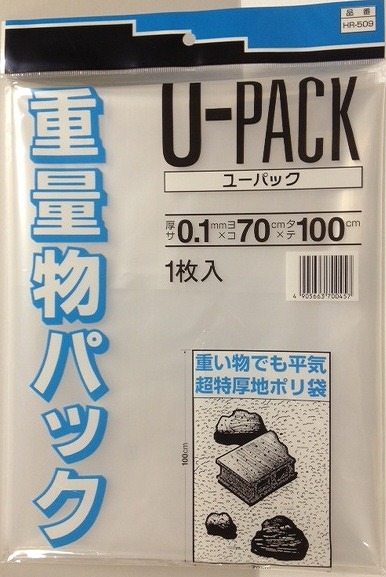 品番
HR-509
U-PACK
ユーパック
重量物パック
厚サ0.1mm×ヨコ70cm×タテ100cm
1枚入
4 903663 700457
重い物でも平気
超特厚地ポリ袋
100cm